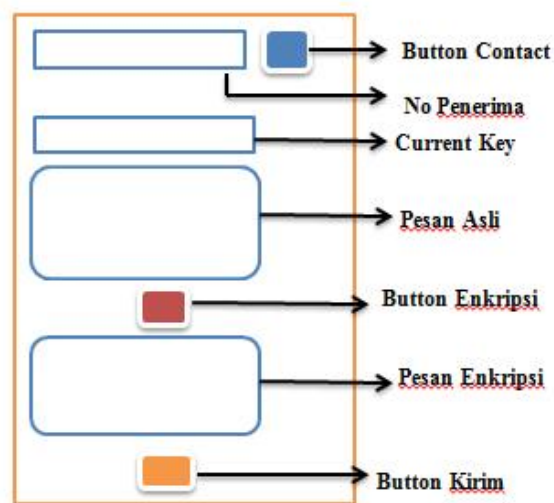 Button Contact
No Penerima
Current Key
Pesan Asli
Button Enkripsi
Pesan Enkripsi
Button Kirim